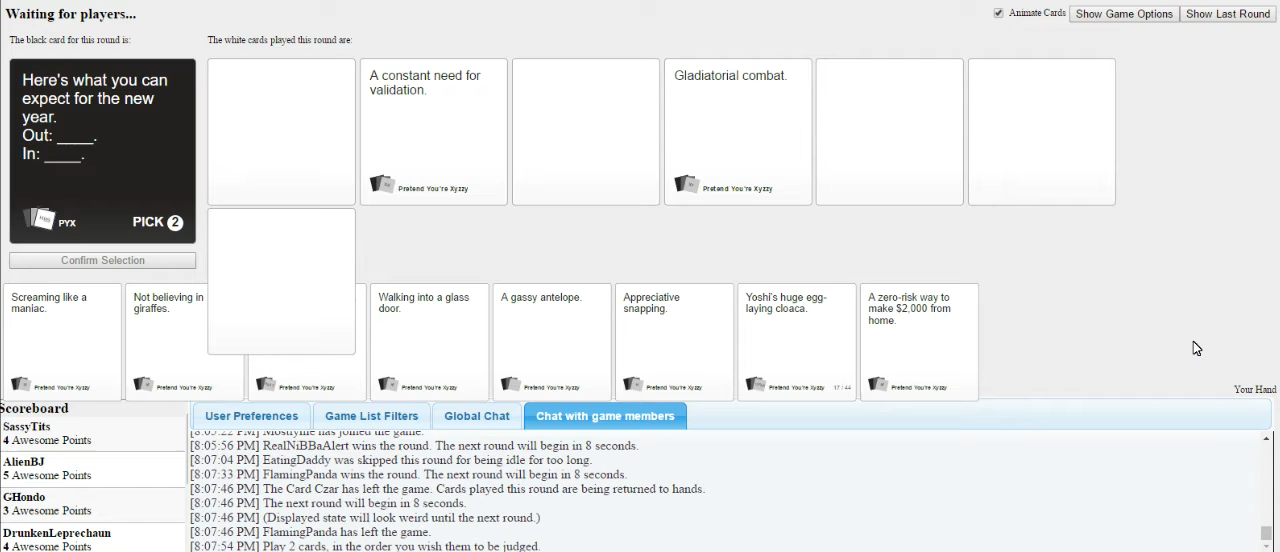 Waiting for players...
Animate Cards
Show Game Options
Show Last Round
The black card for this round is:
The white cards played this round are:
Here's what you can
expect for the new
year.
Out: ____.
In: ____.
PYX
PICK 2
A constant need for
validation.
Pretend You're Xyzzy
Gladiatorial combat.
Pretend You're Xyzzy
Confirm Selection
Screaming like a
maniac.
Pretend You're Xyzzy
Not believing in
giraffes.
Pretend You're Xyzzy
Pretend You're Xyzzy
Walking into a glass
door.
Pretend You're Xyzzy
A gassy antelope.
Pretend You're Xyzzy
Appreciative
snapping.
Pretend You're Xyzzy
Yoshi's huge egg-
laying cloaca.
Pretend You're Xyzzy
17 / 44
A zero-risk way to
make $2,000 from
home.
Pretend You're Xyzzy
Your Hand
Scoreboard
SassyTits
4 Awesome Points
AlienBJ
5 Awesome Points
GHondo
3 Awesome Points
DrunkenLeprechaun
4 Awesome Points
User Preferences
Game List Filters
Global Chat
Chat with game members
has joined the game.
[8:05:56 PM] RealNiBBaAlert wins the round. The next round will begin in 8 seconds.
[8:07:04 PM] EatingDaddy was skipped this round for being idle for too long.
[8:07:33 PM] FlamingPanda wins the round. The next round will begin in 8 seconds.
[8:07:46 PM] The Card Czar has left the game. Cards played this round are being returned to hands.
[8:07:46 PM] The next round will begin in 8 seconds.
[8:07:46 PM] (Displayed state will look weird until the next round.)
[8:07:46 PM] FlamingPanda has left the game.
[8:07:54 PM] Play 2 cards, in the order you wish them to be judged.